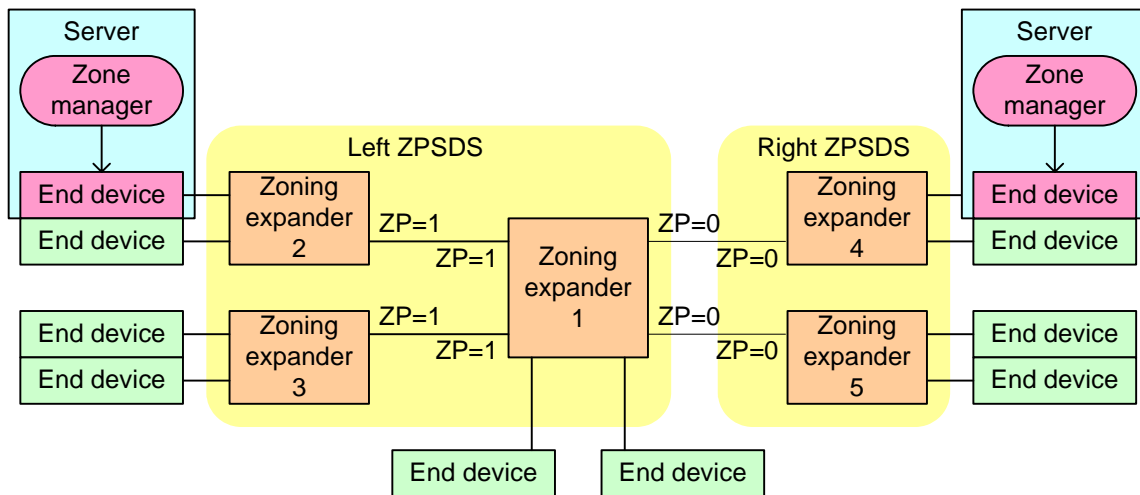 Server
Zone
manager
End device
End device
End device
End device
Left ZPSDS
Zoning
expander
2
Zoning
expander
3
ZP=1
ZP=1
ZP=1
ZP=1
Zoning
expander
1
End device
End device
ZP=0
ZP=0
ZP=0
ZP=0
Right ZPSDS
Zoning
expander
4
Zoning
expander
5
Server
Zone
manager
End device
End device
End device
End device